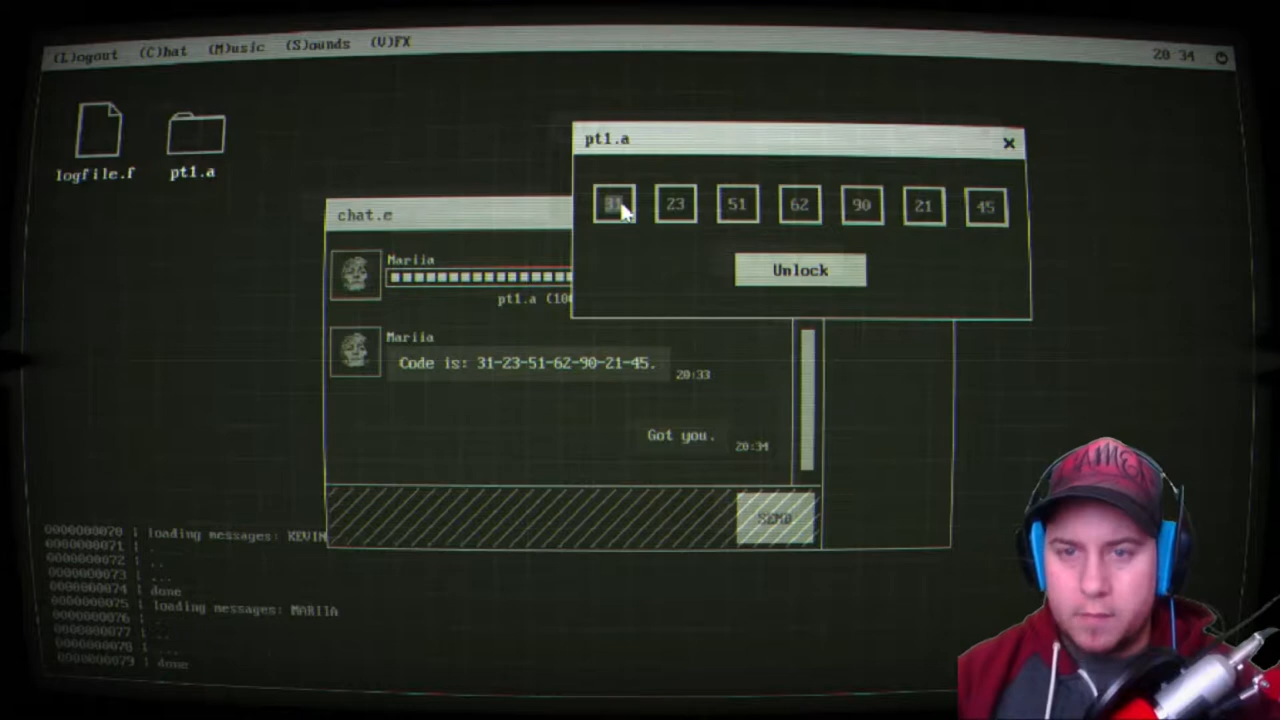 (L)ogout (C)hat (M)usic (S)ounds (V)FX 20 34
logfile.f
pt1.a
pt1.a
31 23 51 62 90 21 45
Unlock
chat.e
Mariia
pt1.a (10
Mariia
Code is: 31-23-51-62-90-21-45.
20:33
Got you.
20:34
SEND
0000000070 | loading messages: KEVIN
0000000071 | .
0000000072 | ..
0000000073 | ...
0000000074 | done
0000000075 | loading messages: MARIIA
0000000076 | .
0000000077 | ..
0000000078 | ...
0000000079 | done